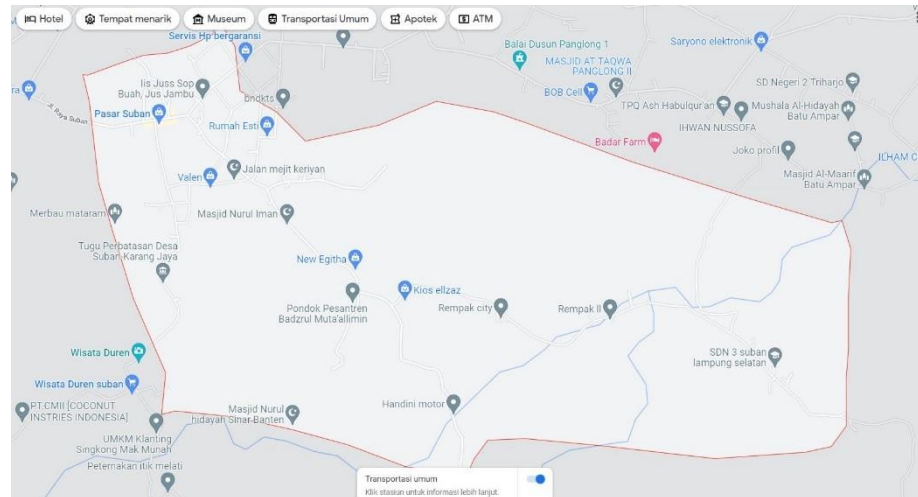 Hotel
Tempat menarik
Museum
Transportasi Umum
Apotek
ATM
Servis Hp bergaransi
Balai Dusun Panglong 1
Saryono elektronik
MASJID AT TAQWA
PANGLONG II
Iis Juss Sop
Buah, Jus Jambu
SD Negeri 2 Triharjo
BOB Cell
bndkts
TPQ Ash Habulqur'an
Mushala Al-Hidayah
Batu Ampar
Jl. Raya Suban
Pasar Suban
Rumah Esti
IHWAN NUSSOFA
Badar Farm
Joko profil
ILHAM C
Jalan mejit keriyan
Valen
Masjid Al-Maarif
Batu Ampar
Merbau mataram
Masjid Nurul Iman
Tugu Perbatasan Desa
Suban-Karang Jaya
New Egitha
Kios ellzaz
Pondok Pesantren
Badzrul Muta'allimin
Rempak city
Rempak II
Wisata Duren
SDN 3 suban
lampung selatan
Wisata Duren suban
PT.CMII [COCONUT
INSTRIES INDONESIA]
Masjid Nurul
hidayah Sinar Banten
Handini motor
UMKM Klanting
Singkong Mak Munah
Peternakan itik melati
Transportasi umum
Klik stasiun untuk informasi lebih lanjut.